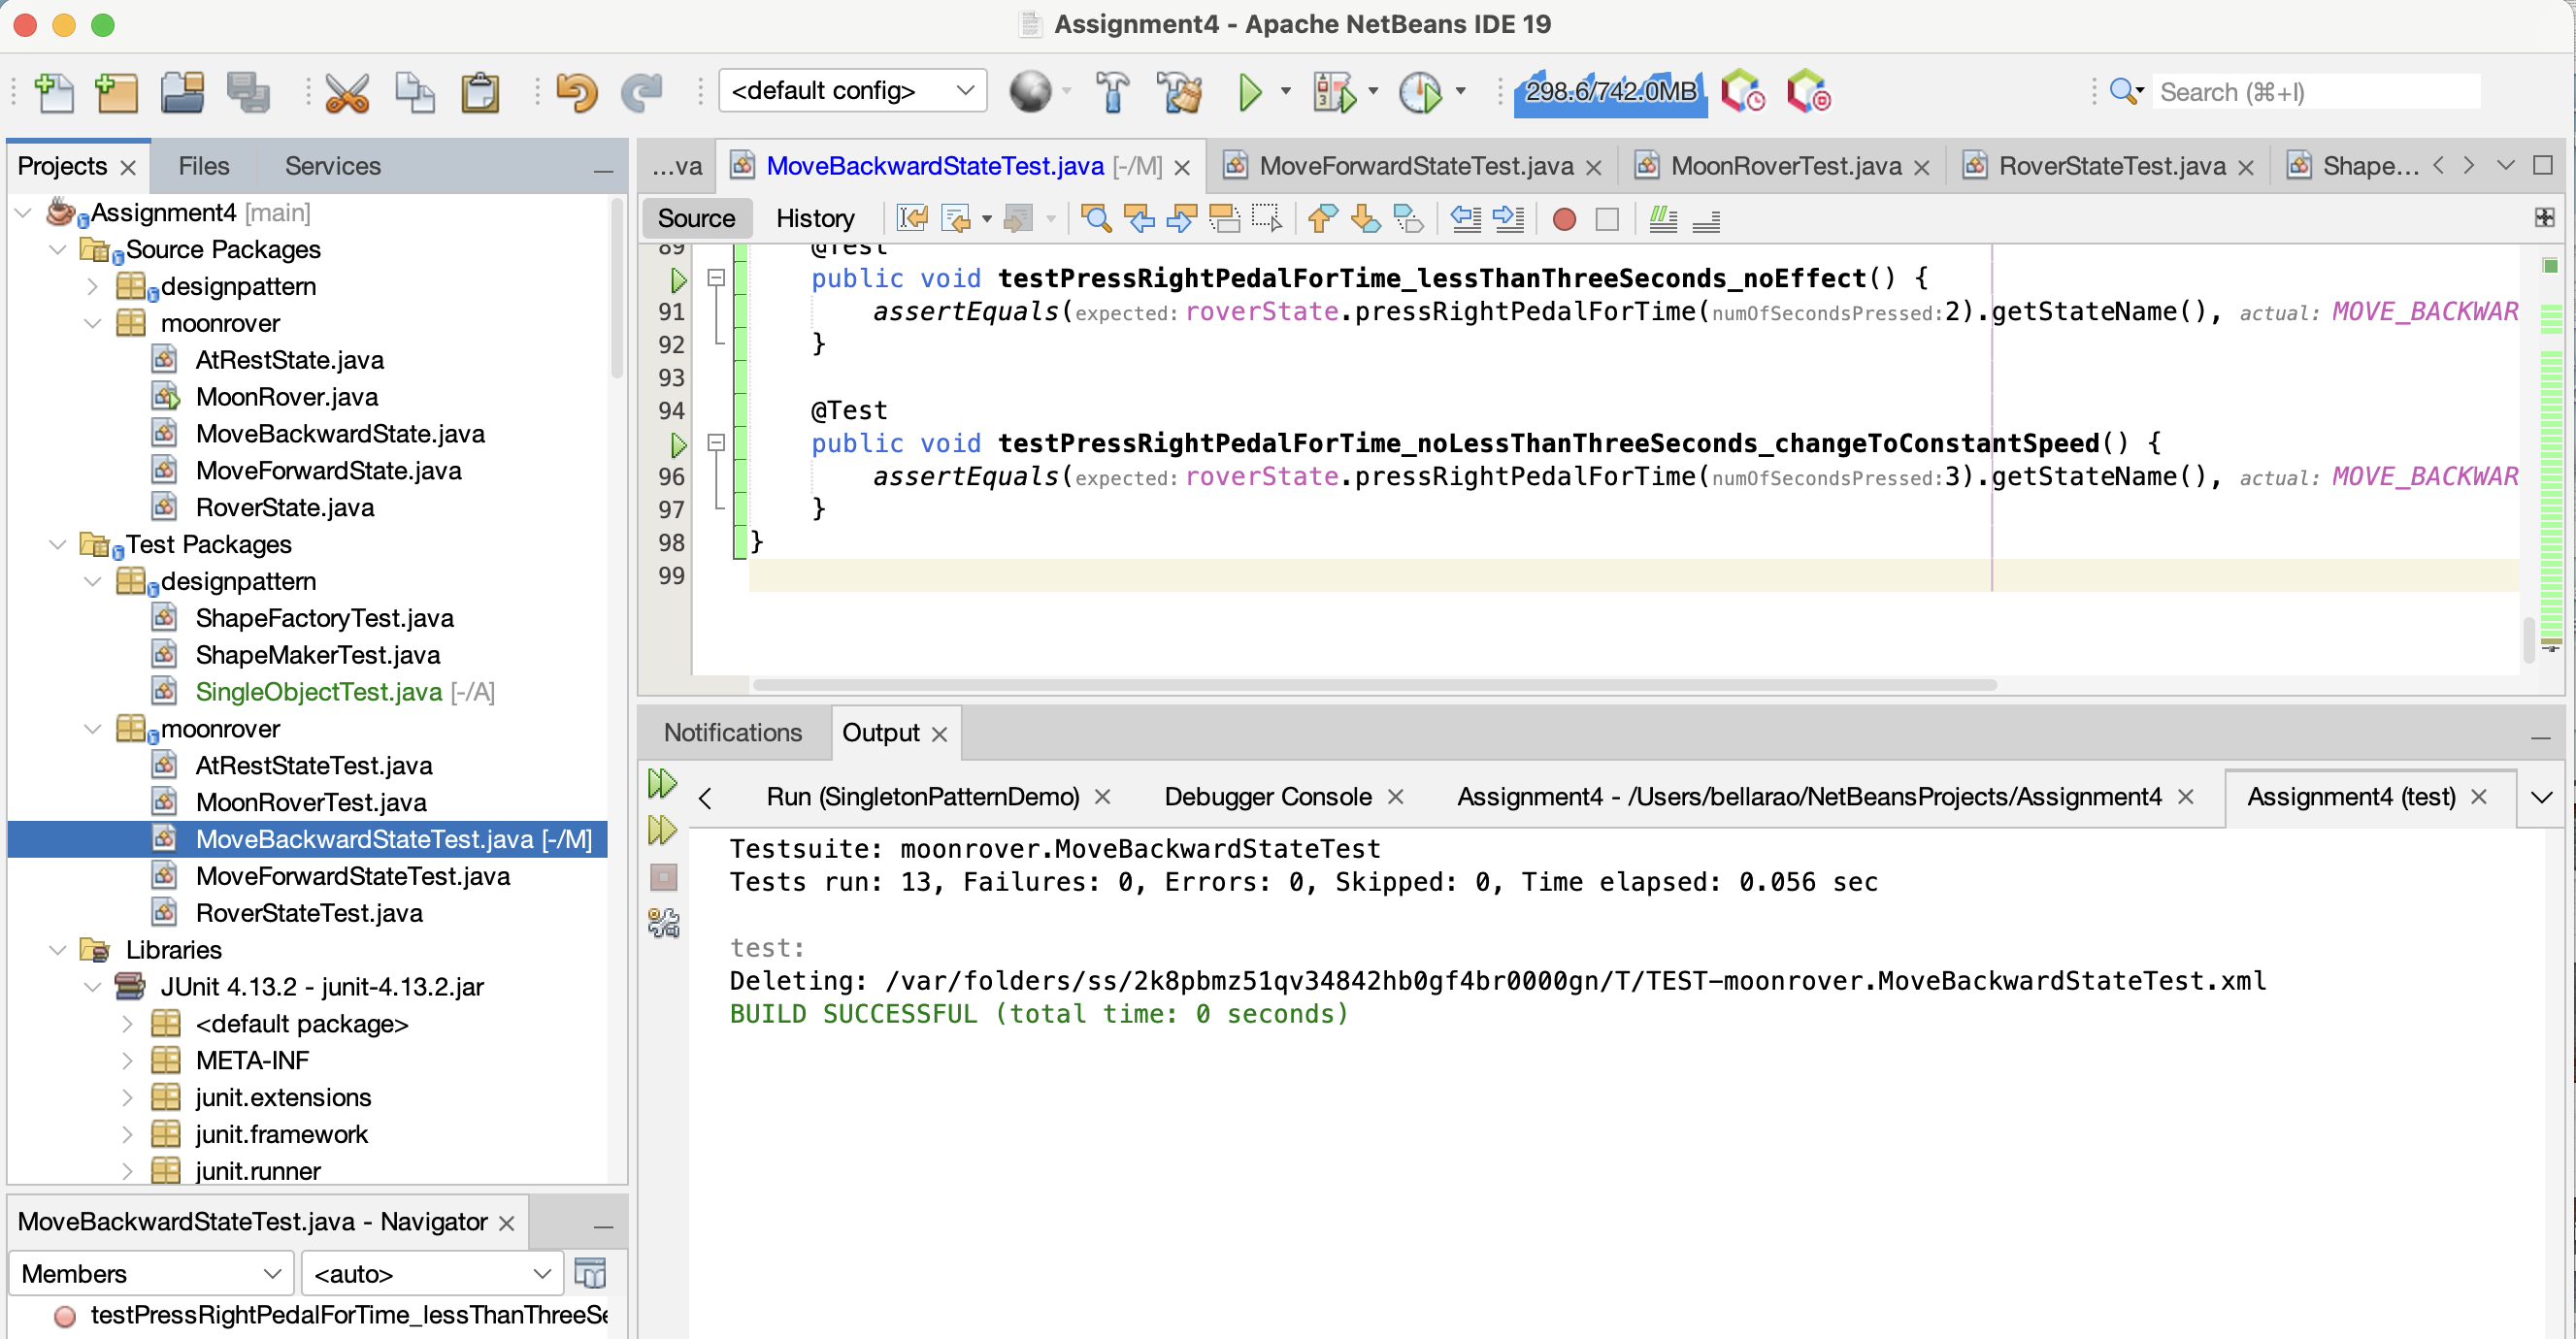 Assignment4 - Apache NetBeans IDE 19
<default config>
298.6/742.0MB
Search (⌘+I)
Projects
Files
Services
Assignment4 [main]
Source Packages
designpattern
moonrover
AtRestState.java
MoonRover.java
MoveBackwardState.java
MoveForwardState.java
RoverState.java
Test Packages
designpattern
ShapeFactoryTest.java
ShapeMakerTest.java
SingleObjectTest.java [-/A]
moonrover
AtRestStateTest.java
MoonRoverTest.java
MoveBackwardStateTest.java [-/M]
MoveForwardStateTest.java
RoverStateTest.java
Libraries
JUnit 4.13.2 - junit-4.13.2.jar
<default package>
META-INF
junit.extensions
junit.framework
junit.runner
MoveBackwardStateTest.java - Navigator
Members
<auto>
testPressRightPedalForTime_lessThanThreeSe
...va
MoveBackwardStateTest.java [-/M]
MoveForwardStateTest.java
MoonRoverTest.java
RoverStateTest.java
Shape...
Source
History
89 @Test
public void testPressRightPedalForTime_lessThanThreeSeconds_noEffect() {
91 assertEquals(expected: roverState.pressRightPedalForTime(numOfSecondsPressed:2).getStateName(), actual: MOVE_BACKWAR
92 }
93
94 @Test
public void testPressRightPedalForTime_noLessThanThreeSeconds_changeToConstantSpeed() {
96 assertEquals(expected: roverState.pressRightPedalForTime(numOfSecondsPressed:3).getStateName(), actual: MOVE_BACKWAR
97 }
98 }
99
Notifications
Output
Run (SingletonPatternDemo)
Debugger Console
Assignment4 - /Users/bellarao/NetBeansProjects/Assignment4
Assignment4 (test)
Testsuite: moonrover.MoveBackwardStateTest
Tests run: 13, Failures: 0, Errors: 0, Skipped: 0, Time elapsed: 0.056 sec
test:
Deleting: /var/folders/ss/2k8pbmz51qv34842hb0gf4br0000gn/T/TEST-moonrover.MoveBackwardStateTest.xml
BUILD SUCCESSFUL (total time: 0 seconds)